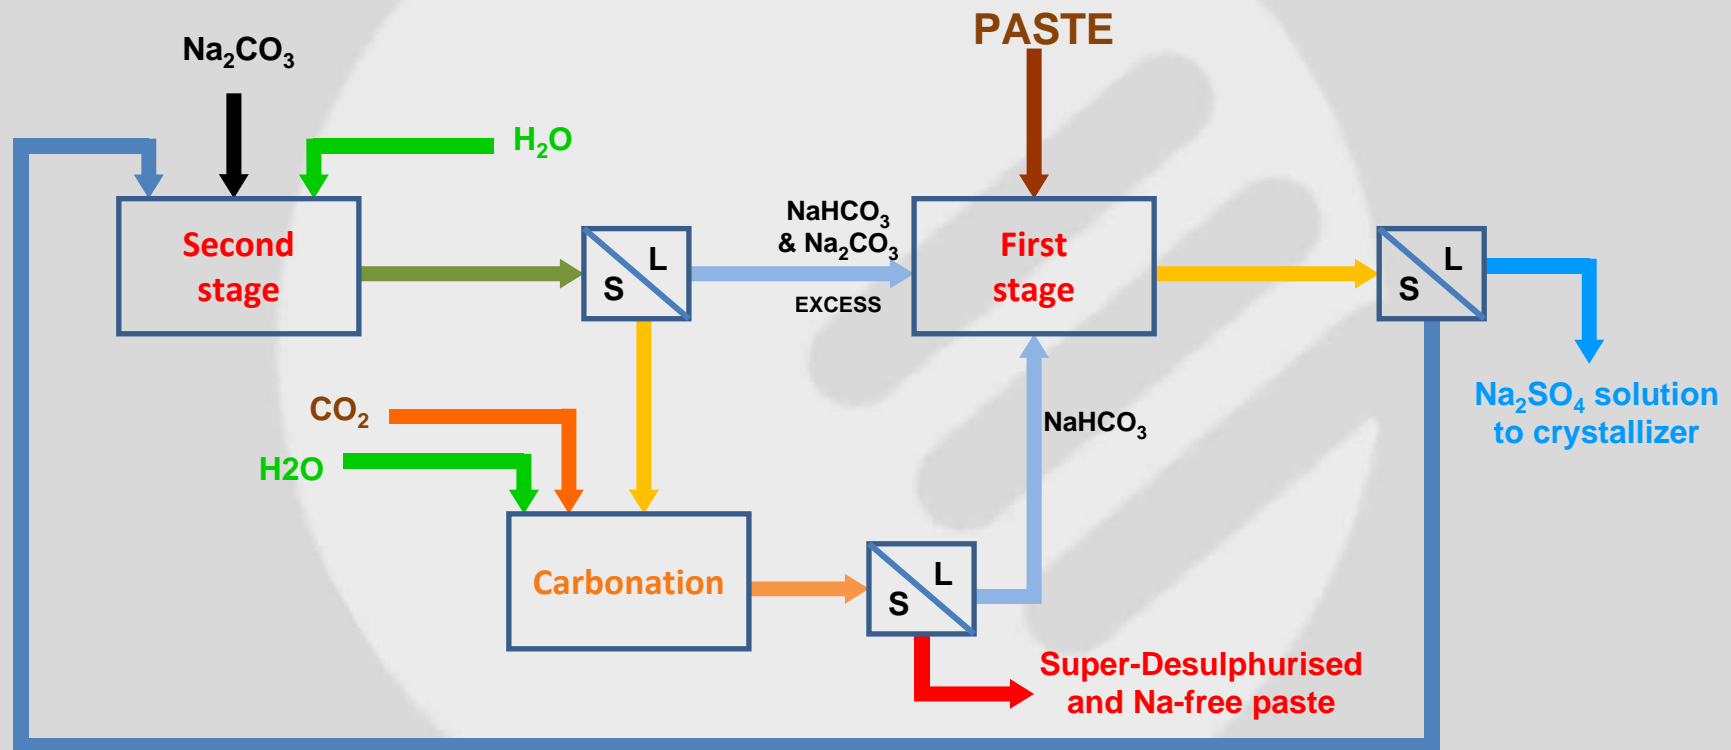 PASTE
Na₂CO₃
H₂O
Second
stage
L
S
NaHCO₃
& Na₂CO₃
EXCESS
First
stage
L
S
CO₂
H2O
NaHCO₃
Na₂SO₄ solution
to crystallizer
Carbonation
L
S
Super-Desulphurised
and Na-free paste